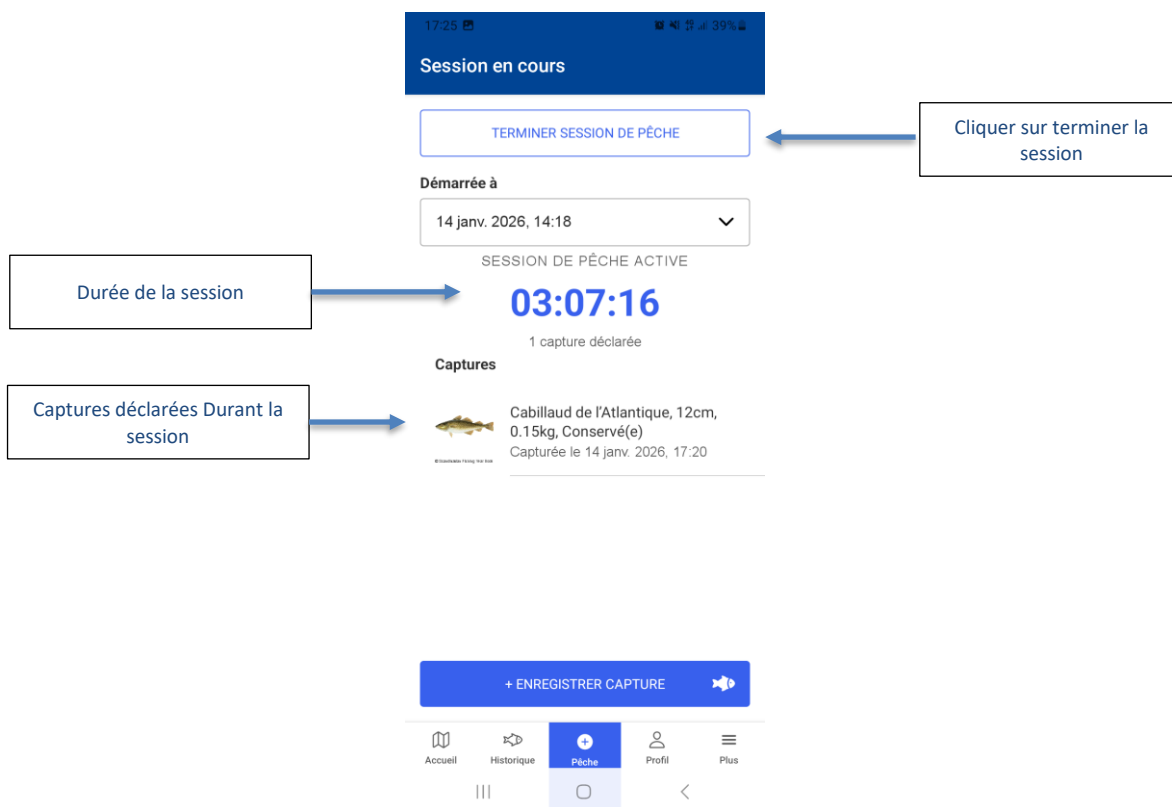 17:25
39%
Session en cours
TERMINER SESSION DE PÊCHE
Cliquer sur terminer la
session
Démarrée à
14 janv. 2026, 14:18
SESSION DE PÊCHE ACTIVE
Durée de la session
03:07:16
1 capture déclarée
Captures
Captures déclarées Durant la
session
Cabillaud de l'Atlantique, 12cm,
0.15kg, Conservé(e)
Capturée le 14 janv. 2026, 17:20
+ ENREGISTRER CAPTURE
Accueil
Historique
Pêche
Profil
Plus